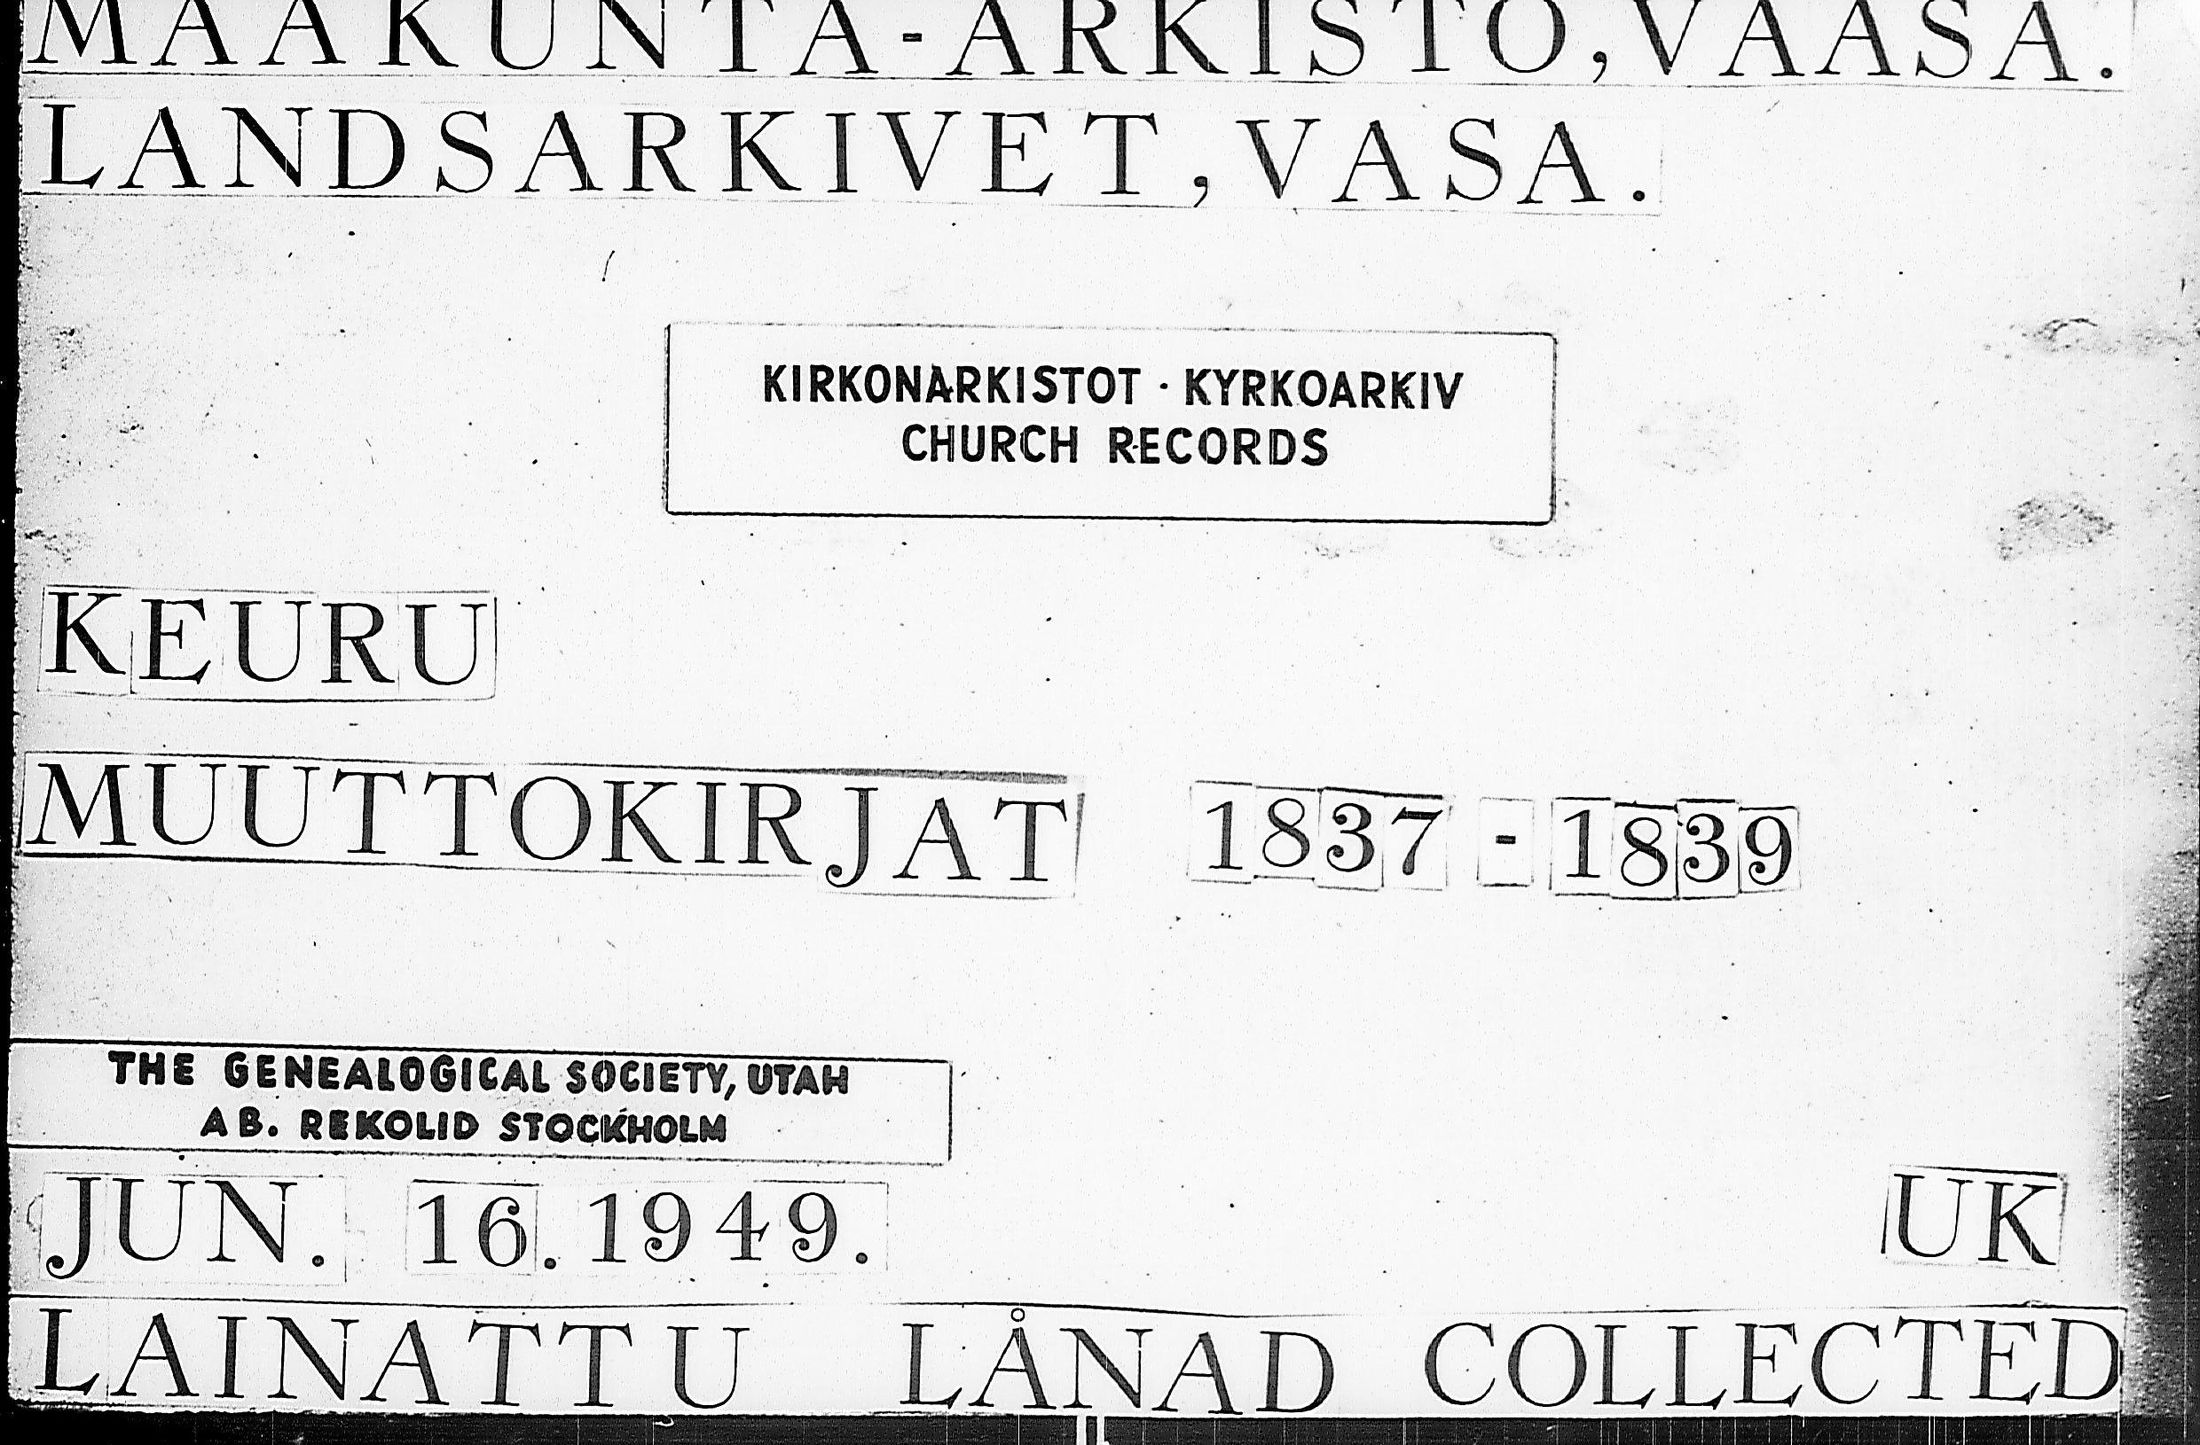 MAAKUNTA-ARKISTO, VAASA.
LANDSARKIVET, VASA.
KIRKONARKISTOT · KYRKOARKIV
CHURCH RECORDS
KEURU
MUUTTOKIRJAT 1837 - 1839
THE GENEALOGICAL SOCIETY, UTAH
AB. REKOLID STOCKHOLM
JUN. 16. 1949. UK
LAINATTU LÅNAD COLLECTED